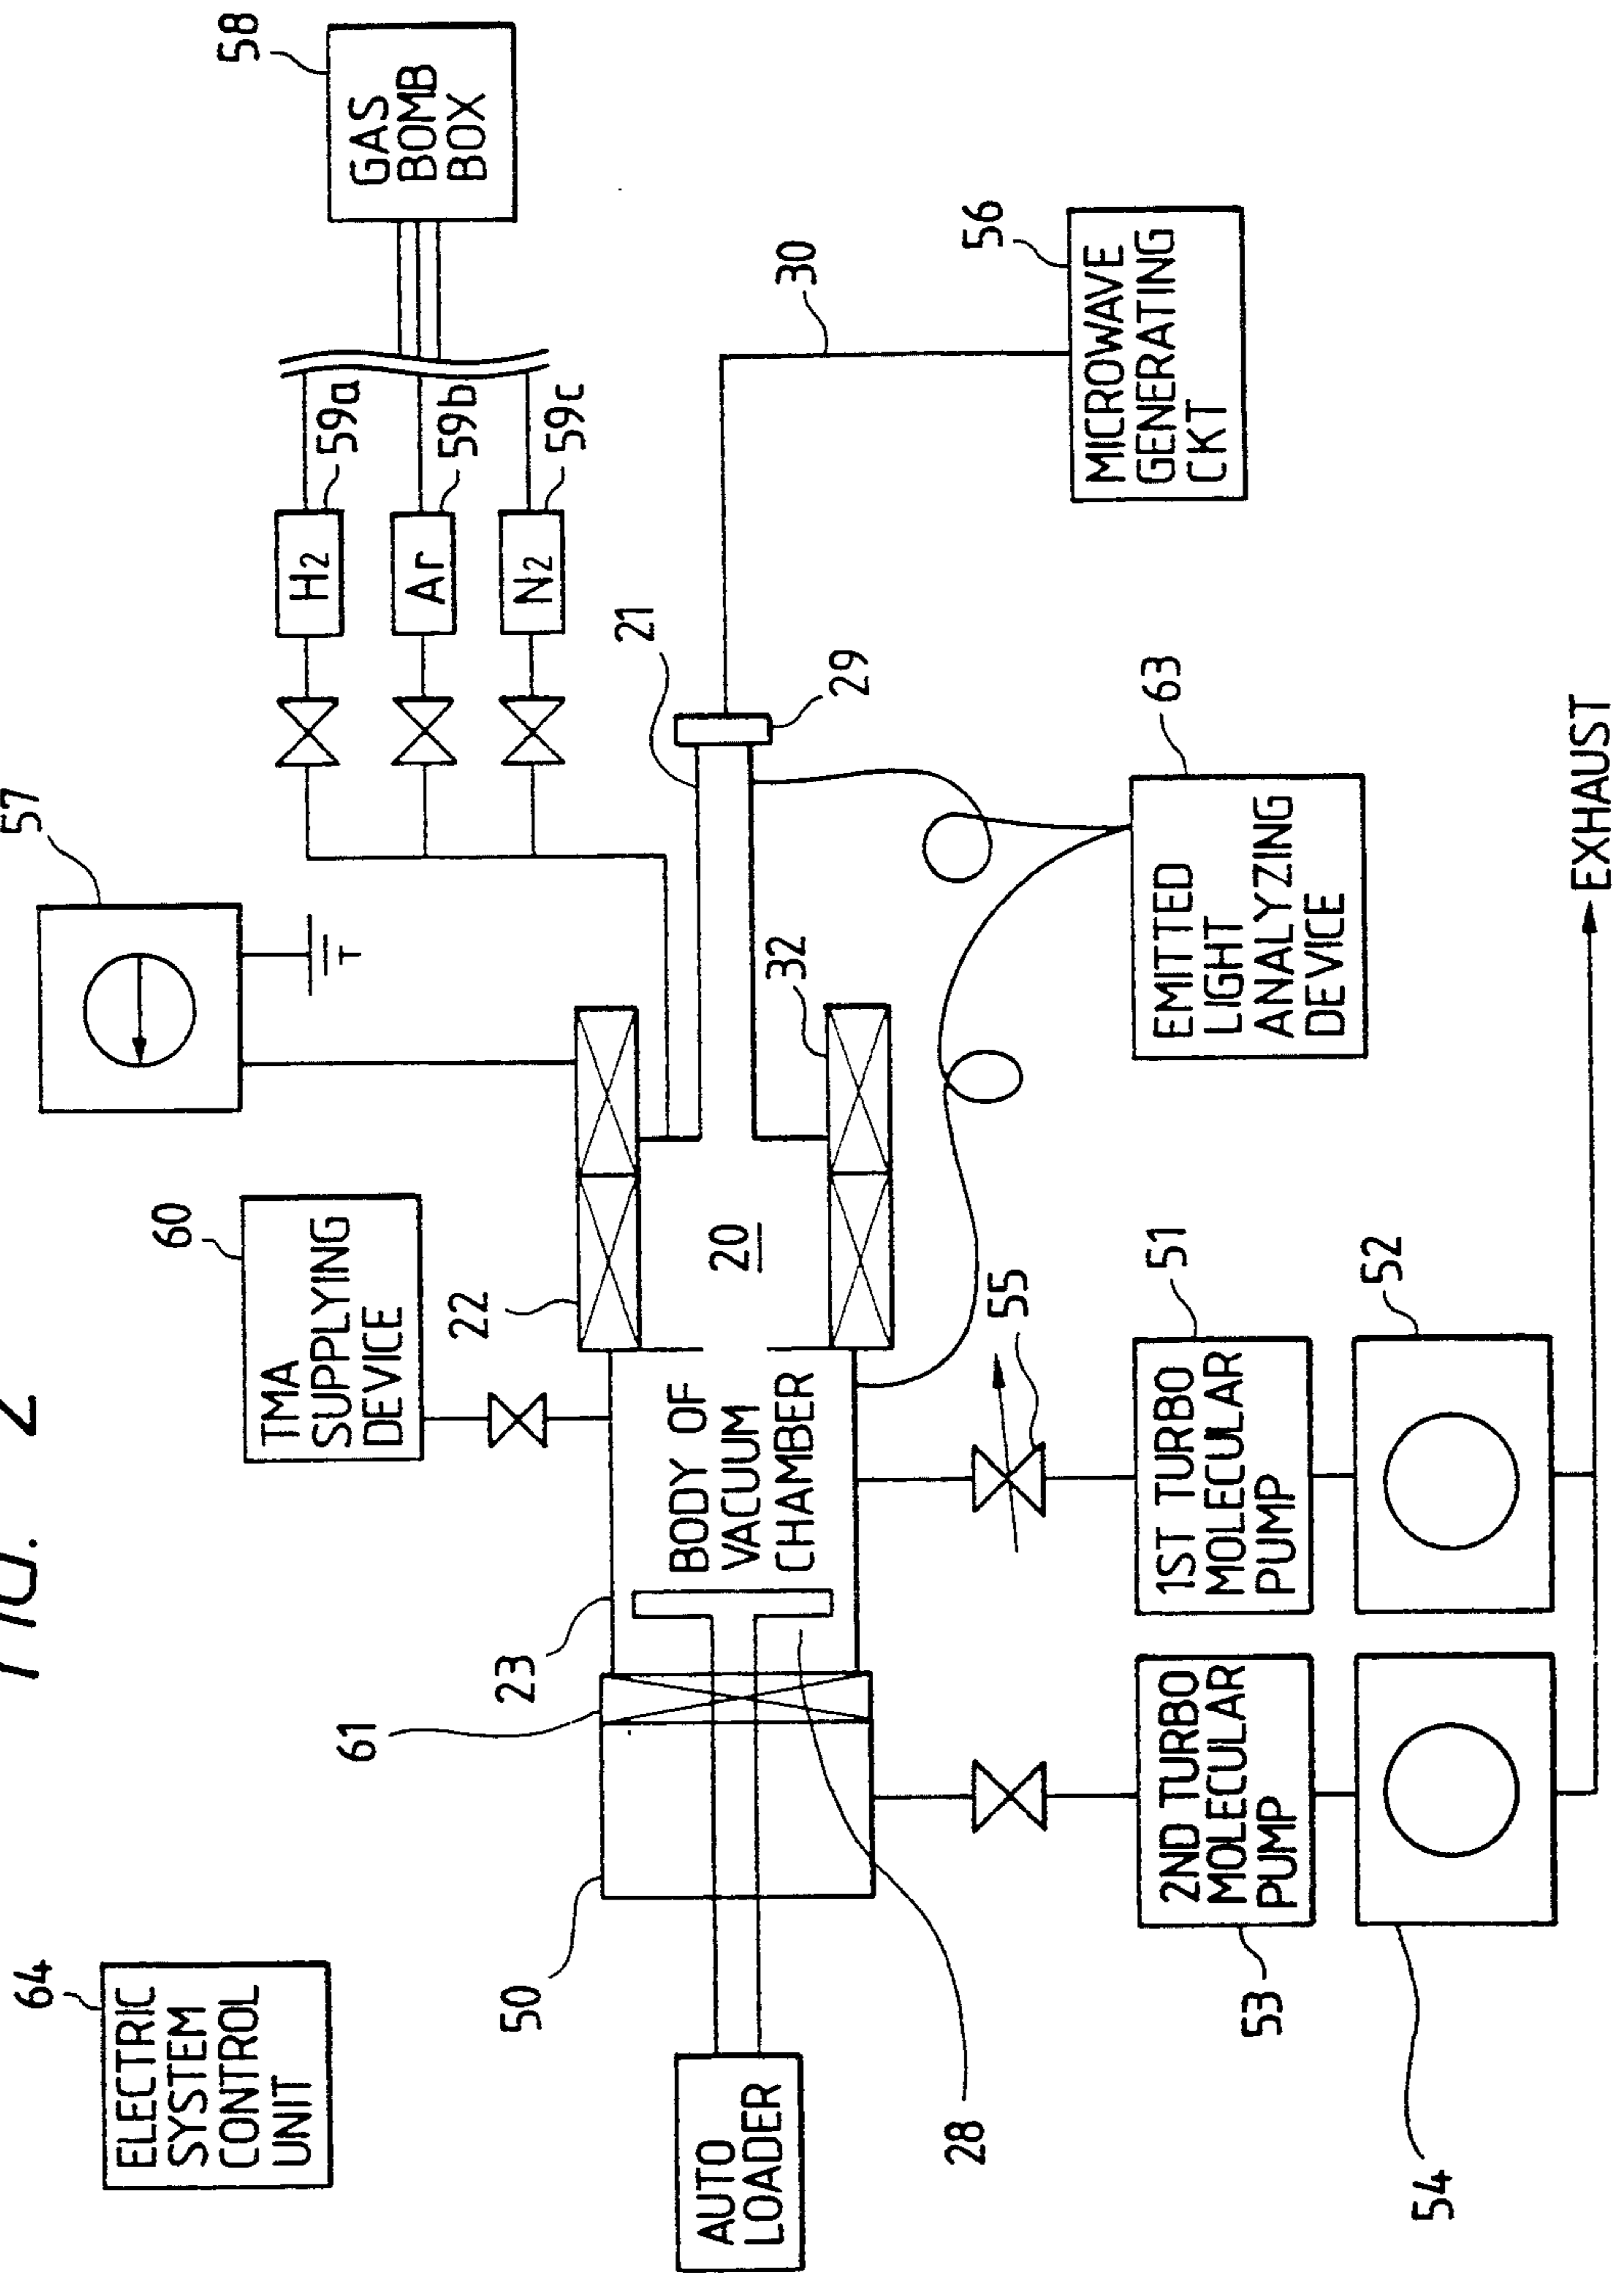 FIG. 2
64
ELECTRIC
SYSTEM
CONTROL
UNIT
57
58
GAS
BOMB
BOX
60
TMA
SUPPLYING
DEVICE
H2
59a
Ar
59b
N2
59c
61
23
22
21
50
AUTO
LOADER
BODY OF
VACUUM
CHAMBER
20
32
29
30
28
55
56
MICROWAVE
GENERATING
CKT
63
EMITTED
LIGHT
ANALYZING
DEVICE
53
2ND TURBO
MOLECULAR
PUMP
51
1ST TURBO
MOLECULAR
PUMP
54
52
EXHAUST